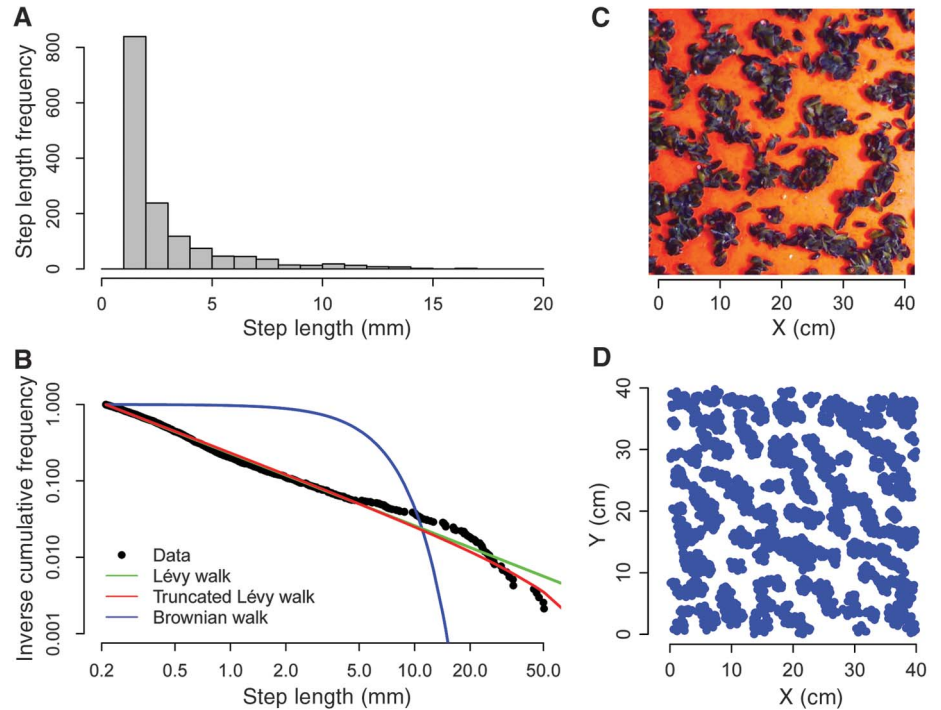 A
Step length frequency
800
600
400
200
0
0 5 10 15 20
Step length (mm)
B
Inverse cumulative frequency
1.000
0.100
0.010
0.001
Data
Lévy walk
Truncated Lévy walk
Brownian walk
0.2 0.5 1.0 2.0 5.0 10.0 20.0 50.0
Step length (mm)
C
0 10 20 30 40
X (cm)
D
Y (cm)
40
30
20
10
0
0 10 20 30 40
X (cm)